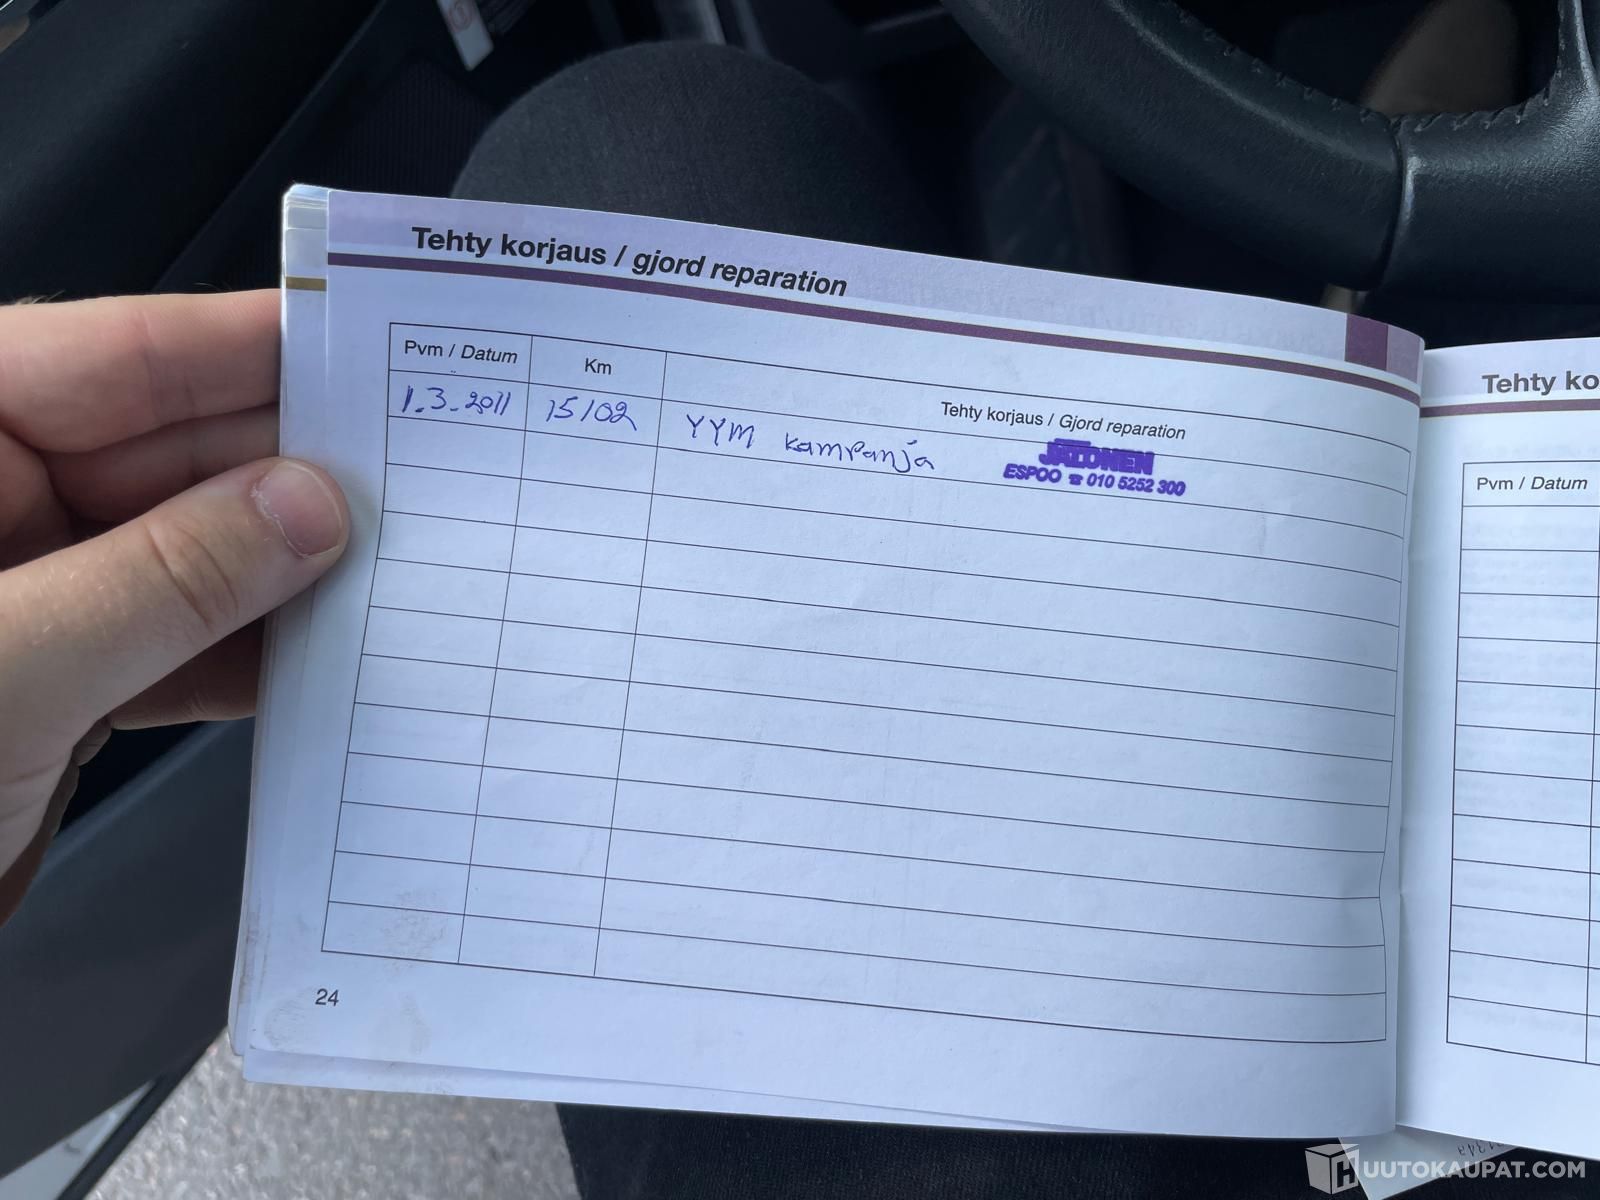 Tehty korjaus / gjord reparation
Pvm / Datum
Km
Tehty korjaus / Gjord reparation
1.3.2011
15102
YYM kampanja
JALONEN
ESPOO ☎ 010 5252 300
24
Tehty ko
Pvm / Datum
HUUTOKAUPAT.COM